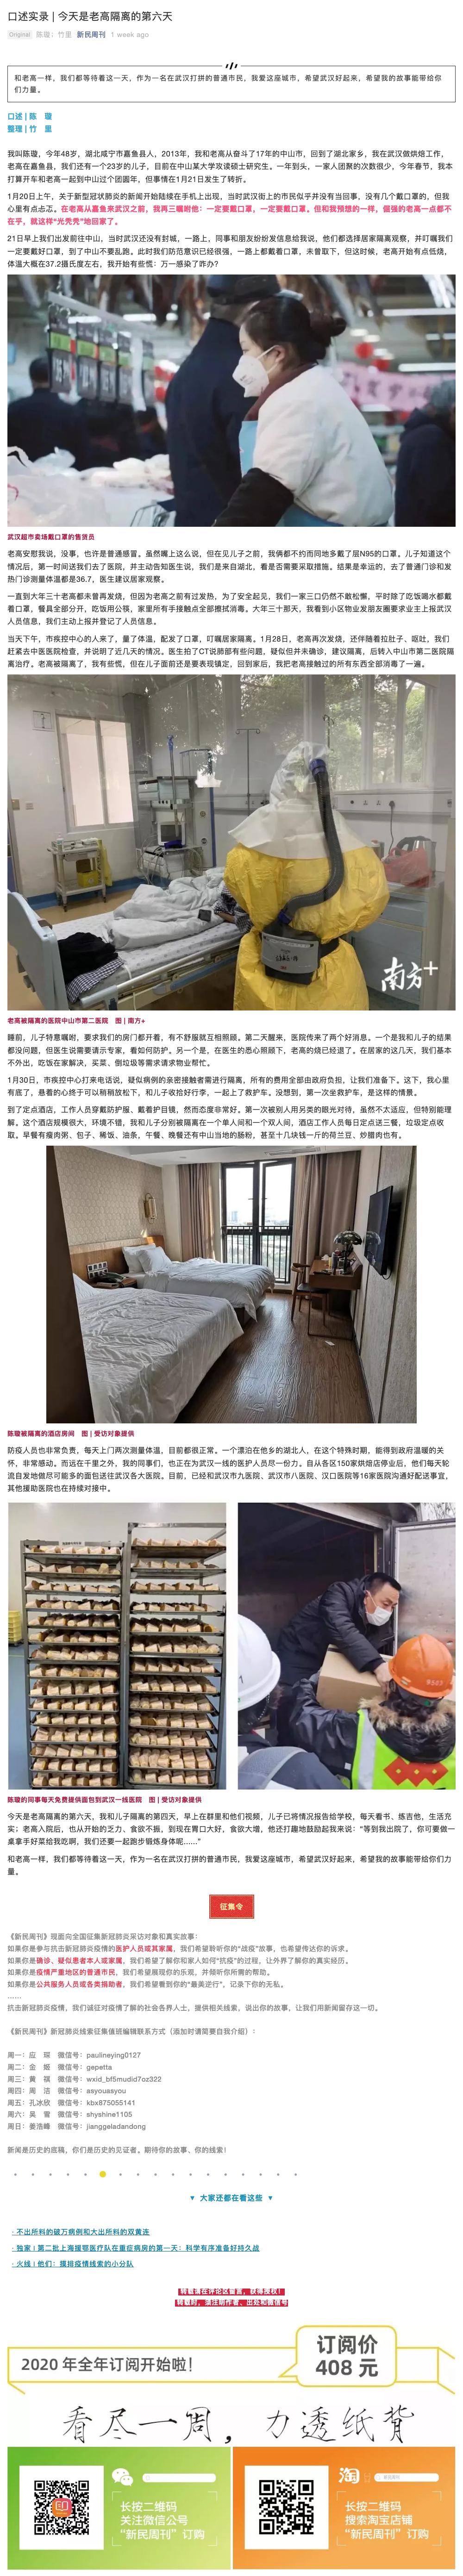 口述实录 | 今天是老高隔离的第六天
Original 陈璇；竹里 新民周刊 1 week ago
和老高一样，我们都等待着这一天，作为一名在武汉打拼的普通市民，我爱这座城市，希望武汉好起来，希望我的故事能带给你
们力量。
口述 | 陈 璇
整理 | 竹 里
我叫陈璇，今年48岁，湖北咸宁市嘉鱼县人，2013年，我和老高从奋斗了17年的中山市，回到了湖北家乡，我在武汉做烘焙工作，
老高在嘉鱼县，我们还有一个23岁的儿子，目前在中山某大学攻读硕士研究生。一年到头，一家人团聚的次数很少，今年春节，我本
打算开车和老高一起到中山过个团圆年，但事情在1月21日发生了转折。
1月20日上午，关于新型冠状肺炎的新闻开始陆续在手机上出现，当时武汉街上的市民似乎并没有当回事，没有几个戴口罩的，但我
心里有点忐忑。在老高从嘉鱼来武汉之前，我再三嘱咐他：一定要戴口罩，一定要戴口罩。但和我预想的一样，倔强的老高一点都不
在乎，就这样“光秃秃”地回家了。
21日早上我们出发前往中山，当时武汉还没有封城，一路上，同事和朋友纷纷发信息给我说，他们都选择居家隔离观察，并叮嘱我们
一定要戴好口罩，到了中山不要乱跑。此时我们防范意识已经很强，一路上都戴着口罩，未曾取下，但这时候，老高开始有点低烧，
体温大概在37.2摄氏度左右，我开始有些慌：万一感染了咋办？
武汉超市卖场戴口罩的售货员
老高安慰我说，没事，也许是普通感冒。虽然嘴上这么说，但在见儿子之前，我俩都不约而同地多戴了层N95的口罩。儿子知道这个
情况后，第一时间送我们去了医院，并主动告知医生说，我们是来自湖北，看是否需要采取措施。结果是幸运的，去了普通门诊和发
热门诊测量体温都是36.7，医生建议居家观察。
一直到大年三十老高都未曾再发烧，但因为老高之前有过发热，为了安全起见，我们一家三口仍然不敢松懈，平时除了吃饭喝水都戴
着口罩，餐具全部分开，吃饭用公筷，家里所有手接触点全部擦拭消毒。大年三十那天，我看到小区物业发朋友圈要求业主上报武汉
人员信息，我们主动上报并登记了人员信息。
当天下午，市疾控中心的人来了，量了体温，配发了口罩，叮嘱居家隔离。1月28日，老高再次发烧，还伴随着拉肚子、呕吐，我们
赶紧去中医医院检查，并说明了近几天的情况。医生拍了CT说肺部有些问题，疑似但并未确诊，建议隔离，后转入中山市第二医院隔
离治疗。老高被隔离了，我有些慌，但在儿子面前还是要表现镇定，回到家后，我把老高接触过的所有东西全部消毒了一遍。
南方+
老高被隔离的医院中山市第二医院 图 | 南方+
睡前，儿子特意嘱咐，要求我们的房门都开着，有不舒服就互相照顾。第二天醒来，医院传来了两个好消息。一个是我和儿子的结果
都没问题，但医生说需要请示专家，看如何防护。另一个是，在医生的悉心照顾下，老高的烧已经退了。在居家的这几天，我们基本
不外出，吃饭在家解决，买菜、倒垃圾等需求请求物业帮忙。
1月30日，市疾控中心打来电话说，疑似病例的亲密接触者需进行隔离，所有的费用全部由政府负担，让我们准备下。这下，我心里
有底了，悬着的心终于可以稍稍放松下，和儿子收拾好行李，一起上了救护车。没想到，第一次坐救护车，是这样的情景。
到了定点酒店，工作人员穿戴防护服、戴着护目镜，然而态度非常好。第一次被别人用另类的眼光对待，虽然不太适应，但特别能理
解。这个酒店规模很大，环境不错，我和儿子分别被隔离在一个单人间和一个双人间，酒店工作人员每日定点送三餐，垃圾定点收
取。早餐有瘦肉粥、包子、稀饭、油条，午餐、晚餐还有中山当地的肠粉，甚至十几块钱一斤的荷兰豆、炒腊肉也有。
陈璇被隔离的酒店房间 图 | 受访对象提供
防疫人员也非常负责，每天上门两次测量体温，目前都很正常。一个漂泊在他乡的湖北人，在这个特殊时期，能得到政府温暖的关
怀，非常感动。而远在千里之外，我的同事们，也正在为武汉一线的医护人员尽一份力。自从各区150家烘焙店停业后，他们每天轮
流自发地做尽可能多的面包送往武汉各大医院。目前，已经和武汉市九医院、武汉市八医院、汉口医院等16家医院沟通好配送事宜，
其他援助医院也在持续对接中。
陈璇的同事每天免费提供面包到武汉一线医院 图 | 受访对象提供
今天是老高隔离的第六天，我和儿子隔离的第四天，早上在群里和他们视频，儿子已将情况报告给学校，每天看书、练吉他，生活充
实；老高入院后，也从开始的乏力、食欲不振，到现在胃口大好，食欲大增，他还打趣地鼓励起我来说：“等到我出院了，你可要做一
桌拿手好菜给我吃啊，我们还要一起跑步锻炼身体呢……”
和老高一样，我们都等待着这一天，作为一名在武汉打拼的普通市民，我爱这座城市，希望武汉好起来，希望我的故事能带给你们力
量。
征集令
《新民周刊》现面向全国征集新冠肺炎采访对象和真实故事：
如果你是参与抗击新冠肺炎疫情的医护人员或其家属，我们希望聆听你的“战疫”故事，也希望传达你的诉求。
如果你是确诊、疑似患者本人或家属，我们希望了解你和家人如何“抗疫”的过程，让外界了解你的真实经历。
如果你是疫情严重地区的普通市民，我们希望展现你的乐观，并倾听你所需的帮助。
如果你是公共服务人员或各类捐助者，我们希望看到你的“最美逆行”，记录下你的无私。
……
抗击新冠肺炎疫情，我们诚征对疫情了解的社会各界人士，提供相关线索，说出你的故事，让我们用新闻留存这一切。
《新民周刊》新冠肺炎线索征集值班编辑联系方式（添加时请简要自我介绍）：
周一：应 琛 微信号：paulineying0127
周二：金 姬 微信号：gepetta
周三：黄 祺 微信号：wxid_bf5mudid7oz322
周四：周 洁 微信号：asyouasyou
周五：孔冰欣 微信号：kbx875055141
周六：吴 雪 微信号：shyshine1105
周日：姜浩峰 微信号：jianggeladandong
新闻是历史的底稿，你们是历史的见证者。期待你的故事、你的线索！
▼ 大家还都在看这些 ▼
· 不出所料的破万病例和大出所料的双黄连
· 独家 | 第二批上海援鄂医疗队在重症病房的第一天：科学有序准备好持久战
· 火线 | 他们：摸排疫情线索的小分队
转载请在评论区留言，获得授权！
转载时，须注明作者、出处和微信号
2020 年全年订阅开始啦！
订阅价
408 元
看尽一周，力透纸背
长按二维码
关注微信公号
“新民周刊”订购
淘
长按二维码
搜索淘宝店铺
“新民周刊”订购